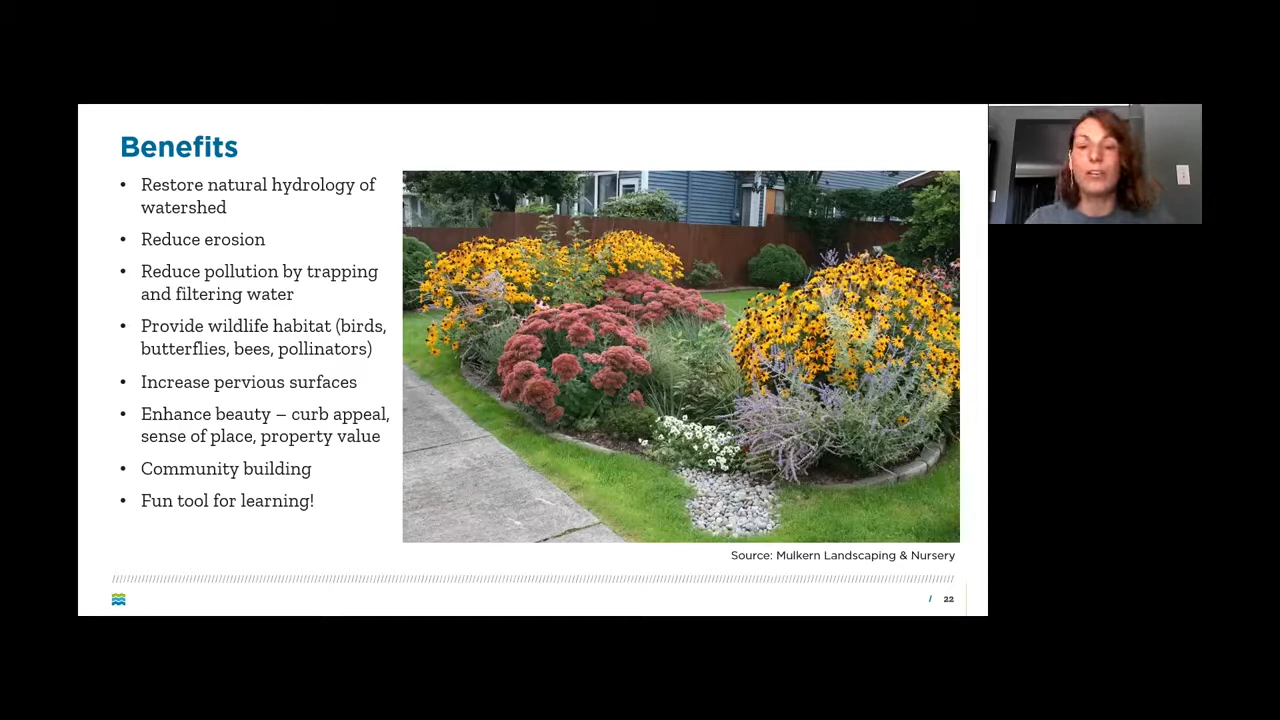 Benefits
• Restore natural hydrology of
watershed
• Reduce erosion
• Reduce pollution by trapping
and filtering water
• Provide wildlife habitat (birds,
butterflies, bees, pollinators)
• Increase pervious surfaces
• Enhance beauty – curb appeal,
sense of place, property value
• Community building
• Fun tool for learning!
Source: Mulkern Landscaping & Nursery
/ 22